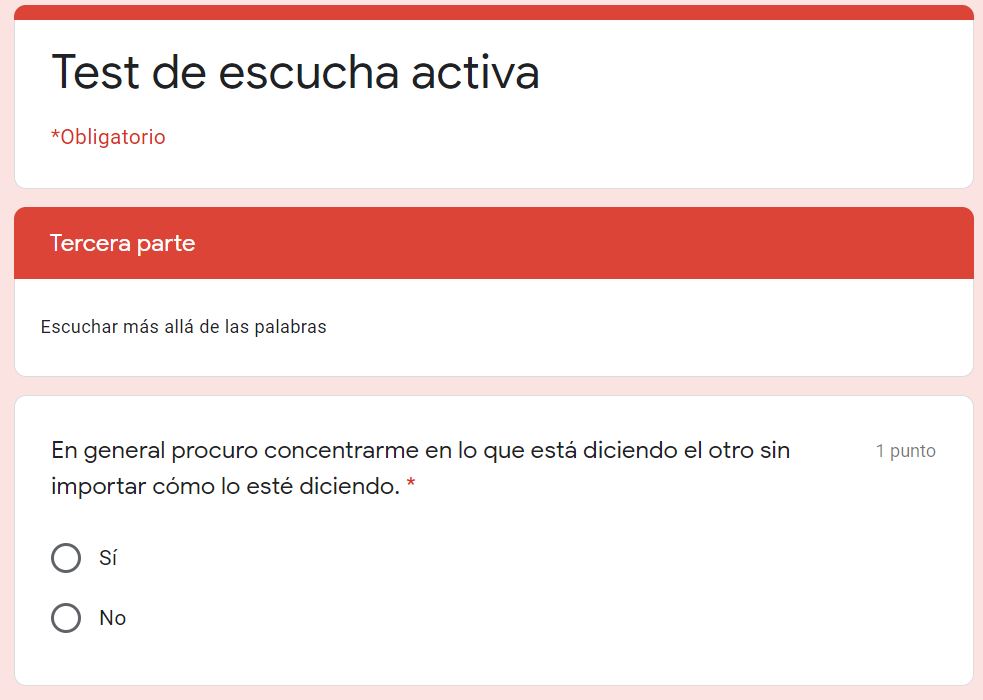 Test de escucha activa
*Obligatorio
Tercera parte
Escuchar más allá de las palabras
En general procuro concentrarme en lo que está diciendo el otro sin
importar cómo lo esté diciendo. *
1 punto
Sí
No